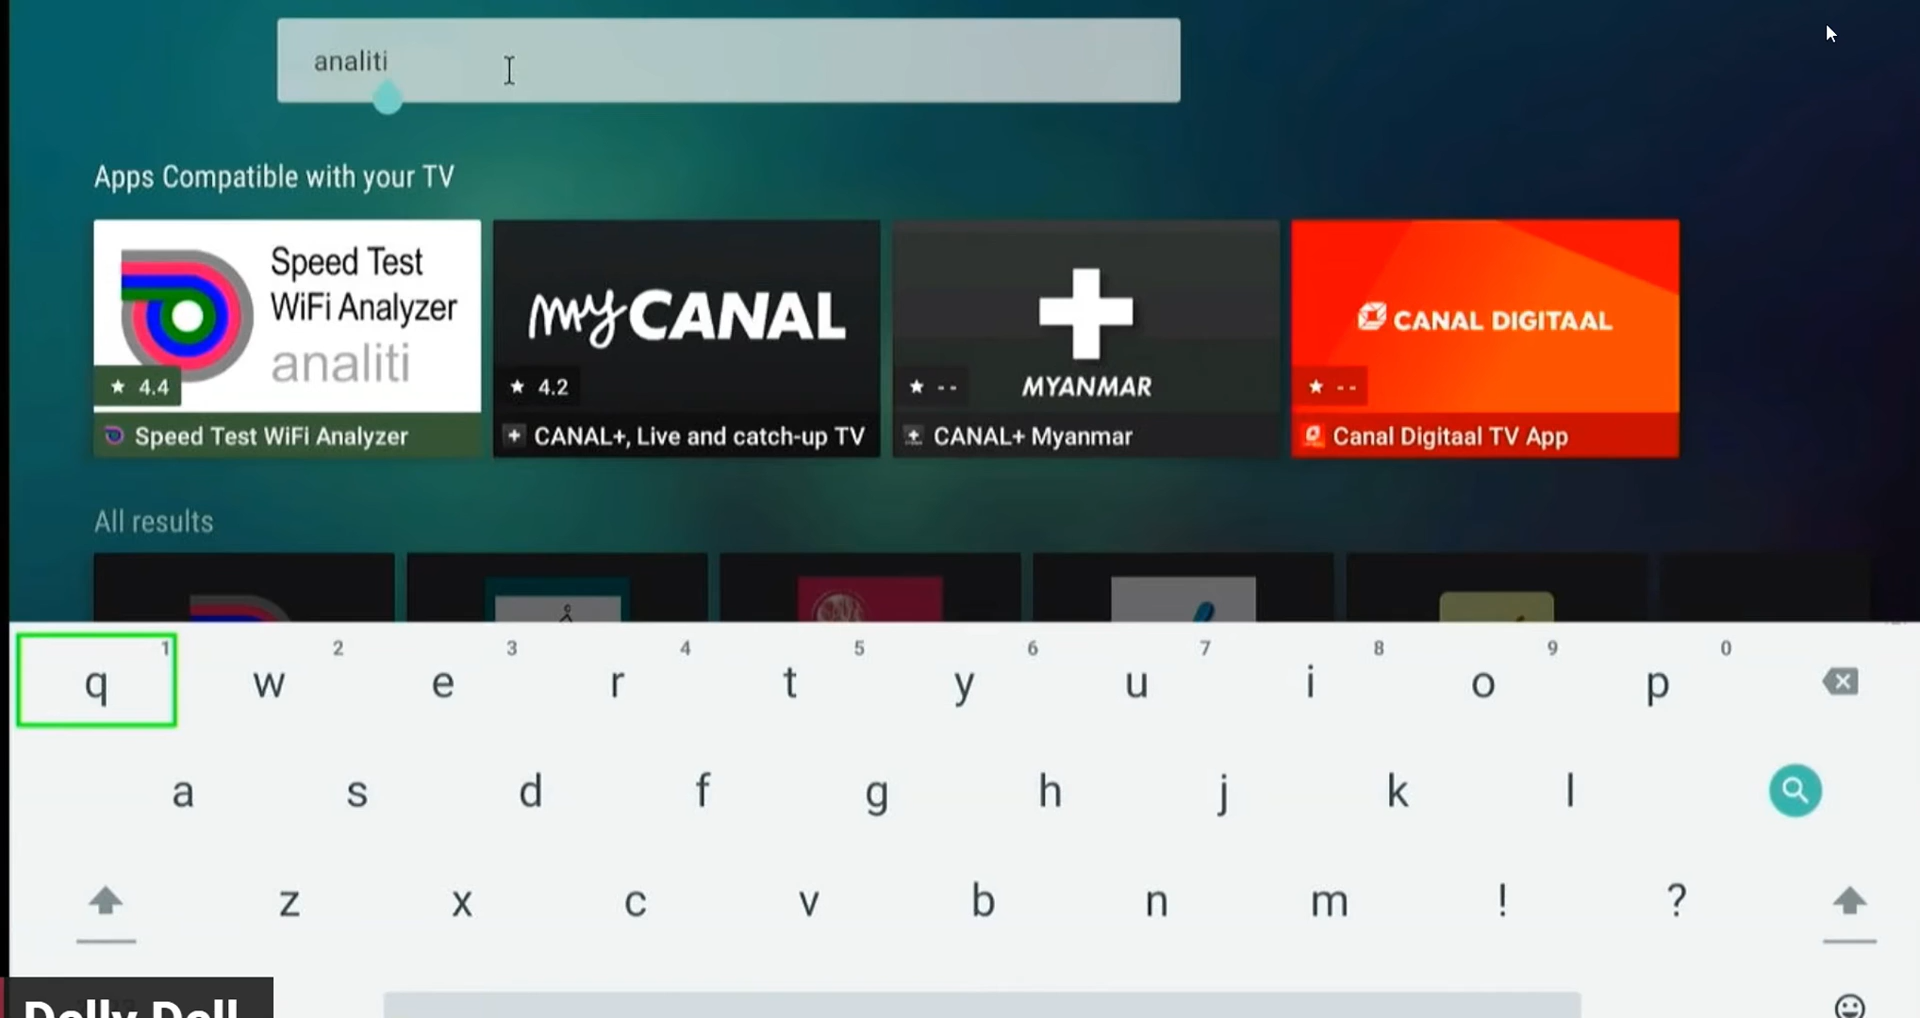 analiti
Apps Compatible with your TV
Speed Test
WiFi Analyzer
analiti
★ 4.4
Speed Test WiFi Analyzer
myCANAL
★ 4.2
CANAL+, Live and catch-up TV
MYANMAR
★ --
CANAL+ Myanmar
CANAL DIGITAAL
★ --
Canal Digitaal TV App
All results
1 2 3 4 5 6 7 8 9 0
q w e r t y u i o p
a s d f g h j k l
z x c v b n m ! ?